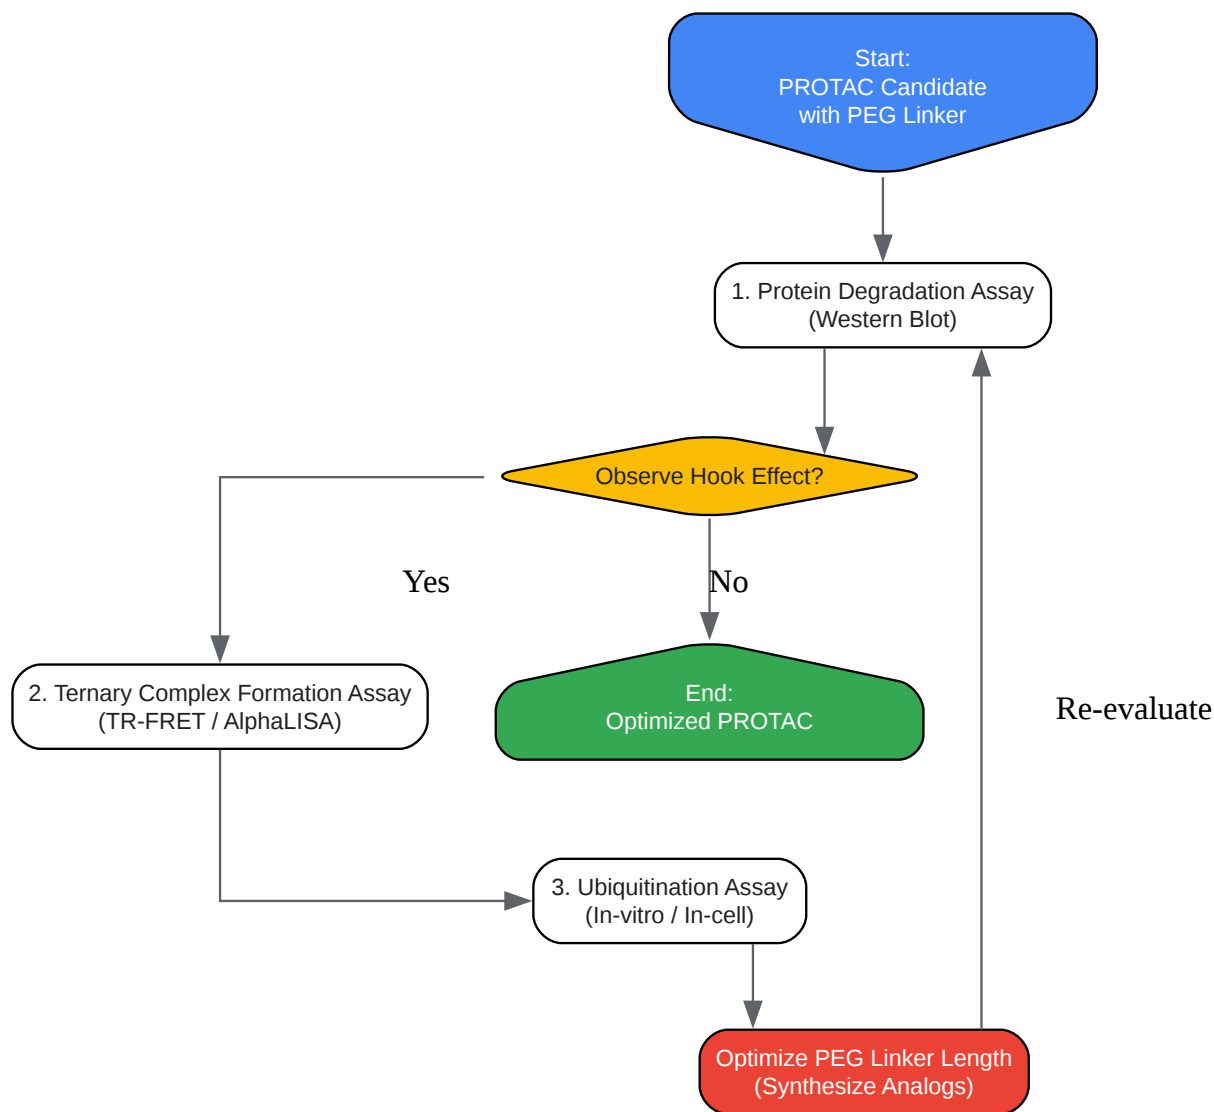 Start:
PROTAC Candidate
with PEG Linker
1. Protein Degradation Assay
(Western Blot)
Observe Hook Effect?
Yes
No
2. Ternary Complex Formation Assay
(TR-FRET / AlphaLISA)
End:
Optimized PROTAC
Re-evaluate
3. Ubiquitination Assay
(In-vitro / In-cell)
Optimize PEG Linker Length
(Synthesize Analogs)